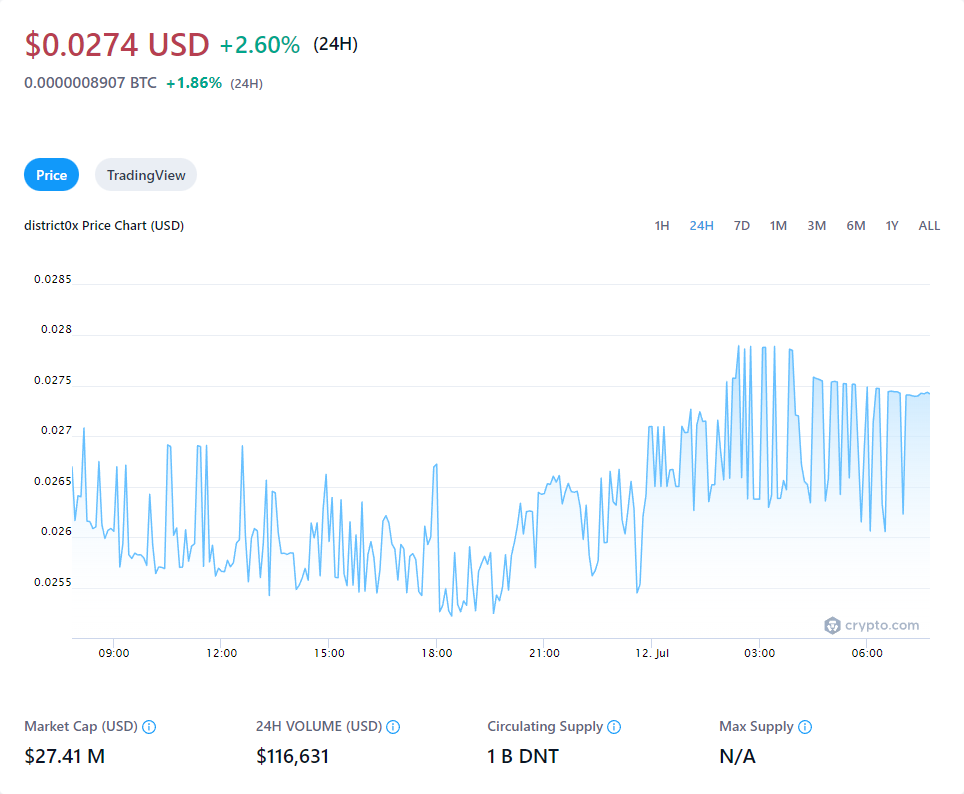 $0.0274 USD +2.60% (24H)
0.0000008907 BTC +1.86% (24H)
Price TradingView
district0x Price Chart (USD) 1H 24H 7D 1M 3M 6M 1Y ALL
0.0285
0.028
0.0275
0.027
0.0265
0.026
0.0255
crypto.com
09:00 12:00 15:00 18:00 21:00 12. Jul 03:00 06:00
Market Cap (USD) 24H VOLUME (USD) Circulating Supply Max Supply
$27.41 M $116,631 1 B DNT N/A